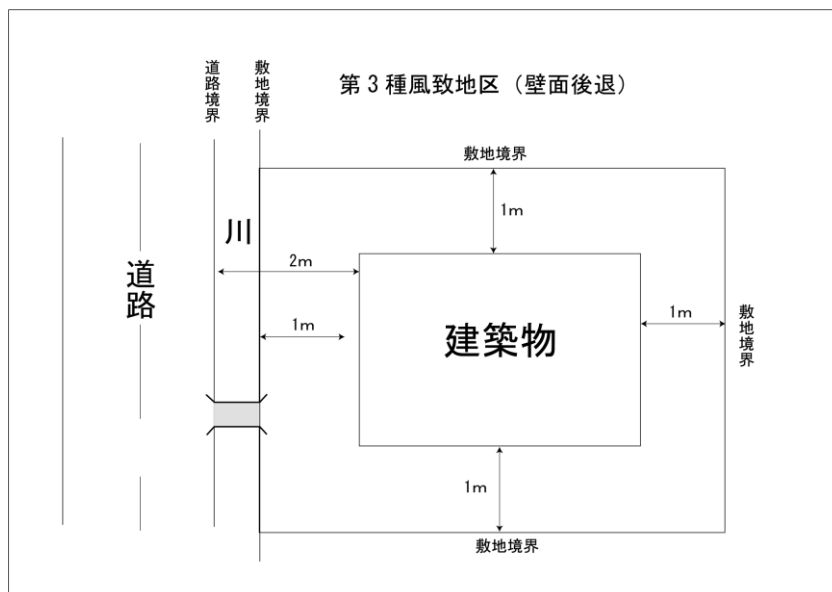 第3種風致地区（壁面後退）
道路境界
敷地境界
敷地境界
1m
川
2m
道路
1m
建築物
1m
敷地境界
1m
敷地境界